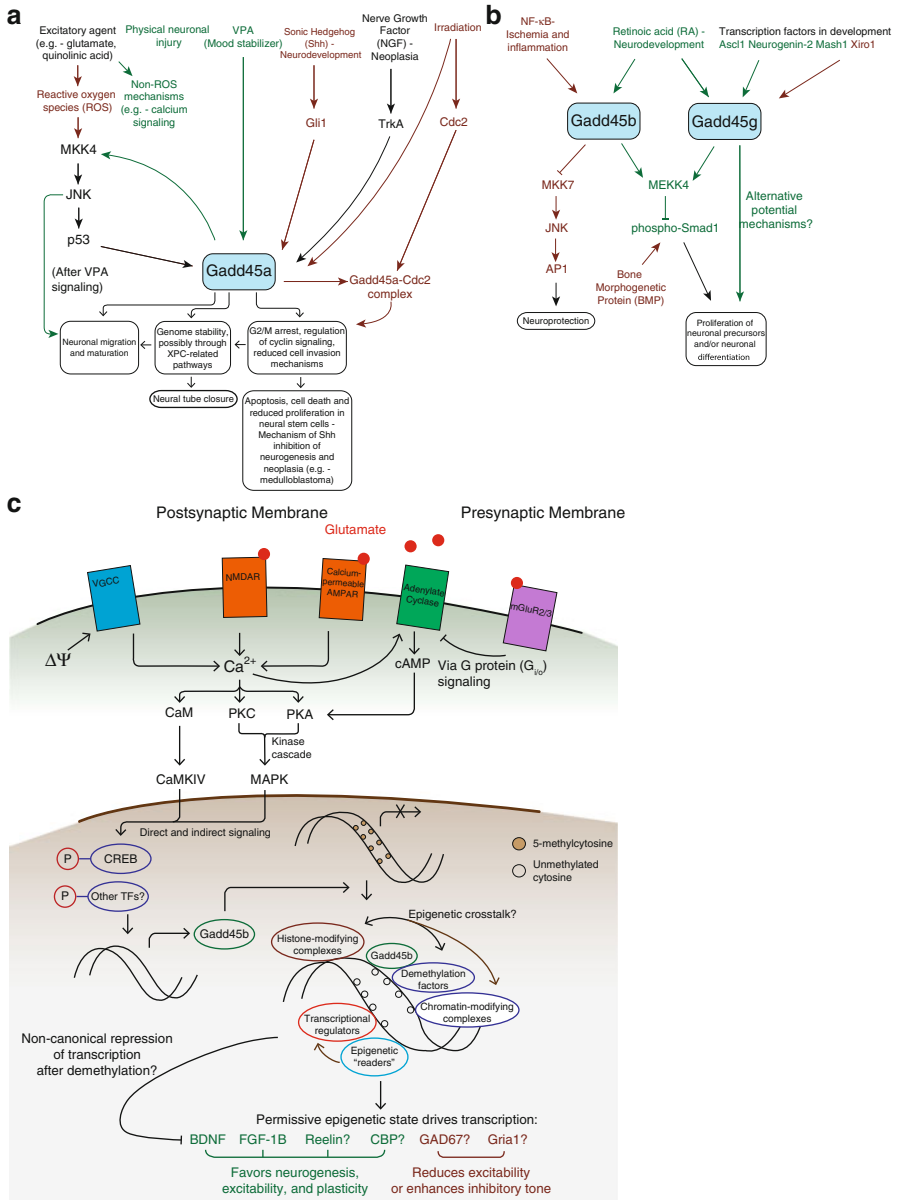 a
Excitatory agent
(e.g. - glutamate,
quinolinic acid)
Physical neuronal
injury
VPA
(Mood stabilizer)
Sonic Hedgehog
(Shh) -
Neurodevelopment
Nerve Growth
Factor
(NGF) -
Neoplasia
Irradiation
Reactive oxygen
species (ROS)
Non-ROS
mechanisms
(e.g. - calcium
signaling
Gli1
TrkA
Cdc2
MKK4
JNK
p53
(After VPA
signaling)
Gadd45a
Gadd45a-Cdc2
complex
Neuronal migration
and maturation
Genome stability,
possibly through
XPC-related
pathways
G2/M arrest, regulation
of cyclin signaling,
reduced cell invasion
mechanisms
Neural tube closure
Apoptosis, cell death and
reduced proliferation in
neural stem cells -
Mechanism of Shh
inhibition of
neurogenesis and
neoplasia (e.g. -
medulloblastoma)
b
NF-κB-
Ischemia and
inflammation
Retinoic acid (RA) -
Neurodevelopment
Transcription factors in development
Ascl1 Neurogenin-2 Mash1 Xiro1
Gadd45b
Gadd45g
MKK7
MEKK4
JNK
phospho-Smad1
Alternative
potential
mechanisms?
AP1
Bone
Morphogenetic
Protein (BMP)
Neuroprotection
Proliferation of
neuronal precursors
and/or neuronal
differentiation
c
Postsynaptic Membrane
Presynaptic Membrane
Glutamate
VGCC
NMDAR
Calcium-
permeable
AMPAR
Adenylate
Cyclase
mGluR2/3
ΔΨ
Ca2+
cAMP
Via G protein (Gi/o)
signaling
CaM
PKC
PKA
Kinase
cascade
CaMKIV
MAPK
Direct and indirect signaling
X
P
CREB
5-methylcytosine
Unmethylated
cytosine
P
Other TFs?
Gadd45b
Epigenetic crosstalk?
Histone-modifying
complexes
Gadd45b
Demethylation
factors
Chromatin-modifying
complexes
Transcriptional
regulators
Epigenetic
"readers"
Non-canonical repression
of transcription
after demethylation?
Permissive epigenetic state drives transcription:
BDNF FGF-1B Reelin? CBP? GAD67? Gria1?
Favors neurogenesis,
excitability, and plasticity
Reduces excitability
or enhances inhibitory tone